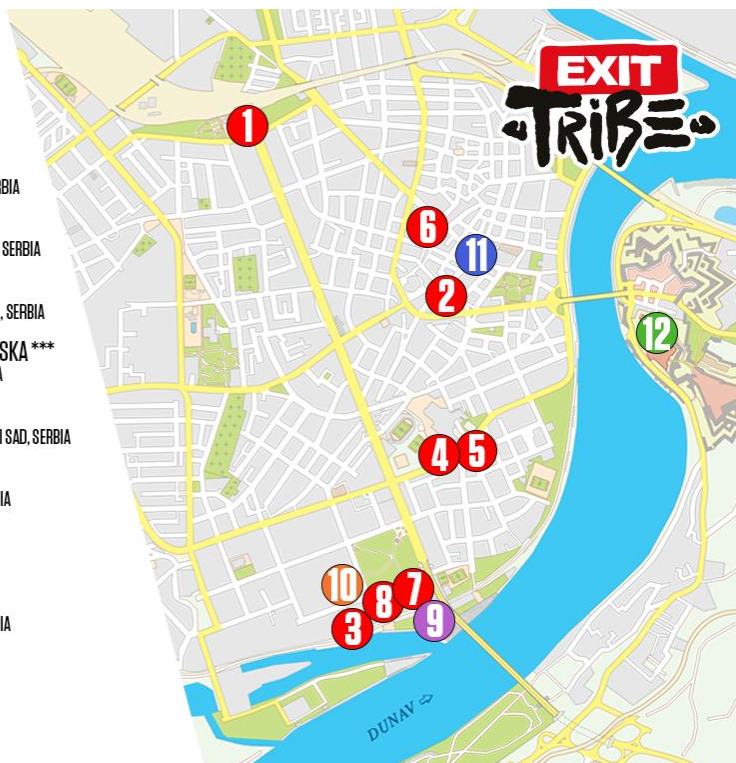 EXIT
TRIBE
1
RBIA
6
SERBIA
11
2
, SERBIA
12
SKA ***
A
SAD, SERBIA
4
5
IA
10
7
8
9
3
IA
DUNAV